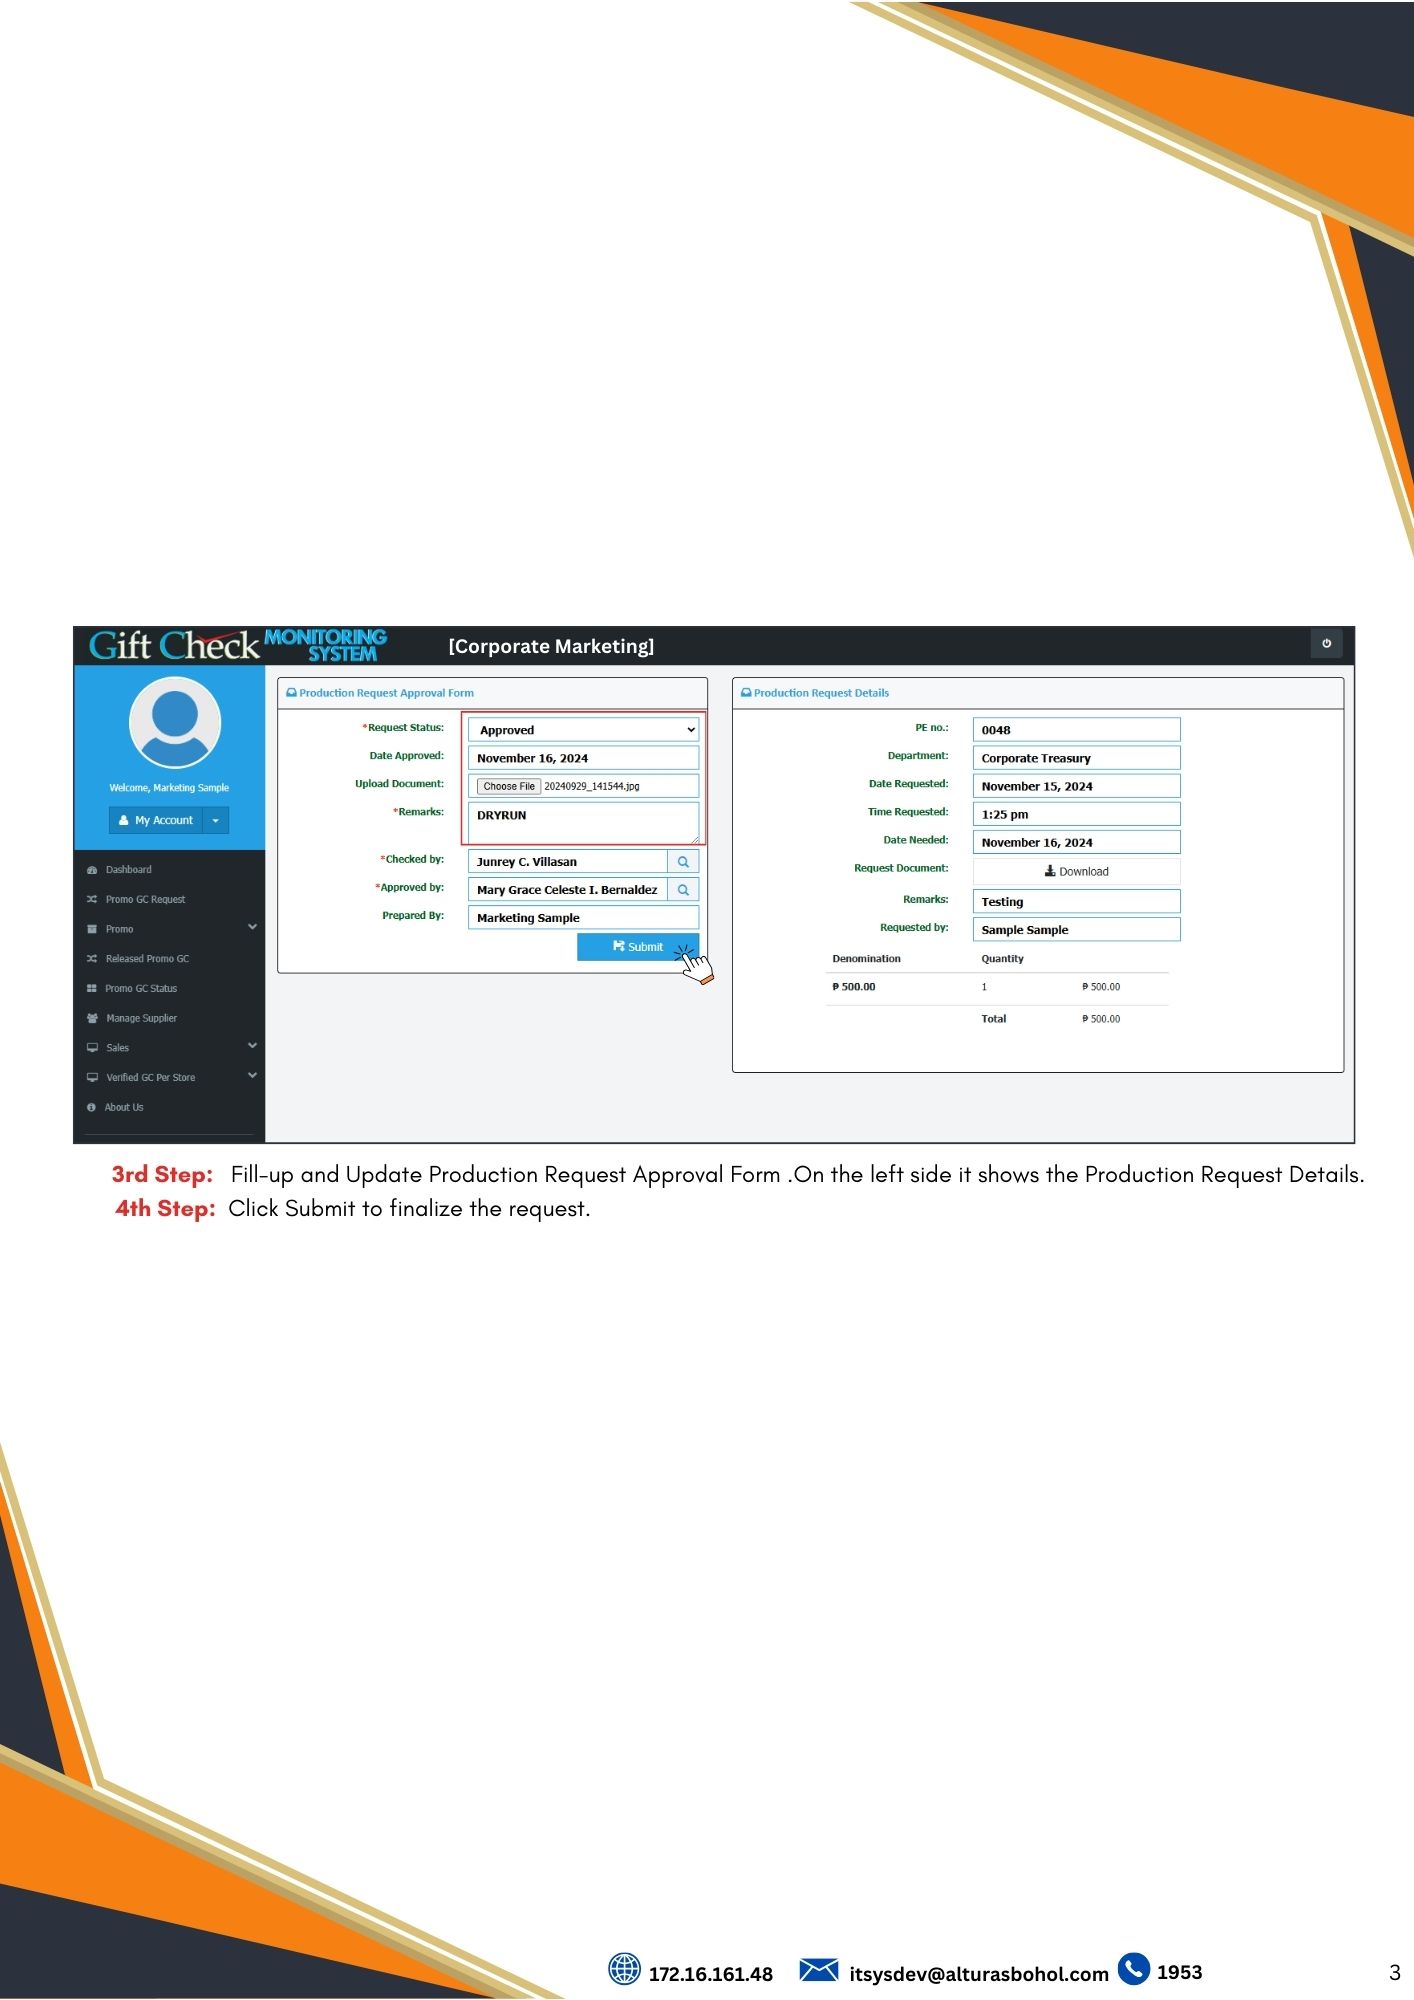 Gift Check MONITORING SYSTEM
[Corporate Marketing]
Welcome, Marketing Sample
My Account
Dashboard
Promo GC Request
Promo
Released Promo GC
Promo GC Status
Manage Supplier
Sales
Verified GC Per Store
About Us
Production Request Approval Form
*Request Status: Approved
Date Approved: November 16, 2024
Upload Document: Choose File 20240929_141544.jpg
*Remarks: DRYRUN
*Checked by: Junrey C. Villasan
*Approved by: Mary Grace Celeste I. Bernaldez
Prepared By: Marketing Sample
Submit
Production Request Details
PE no.: 0048
Department: Corporate Treasury
Date Requested: November 15, 2024
Time Requested: 1:25 pm
Date Needed: November 16, 2024
Request Document: Download
Remarks: Testing
Requested by: Sample Sample
Denomination Quantity
₱ 500.00 1 ₱ 500.00
Total ₱ 500.00
3rd Step: Fill-up and Update Production Request Approval Form .On the left side it shows the Production Request Details.
4th Step: Click Submit to finalize the request.
172.16.161.48 itsysdev@alturasbohol.com 1953 3